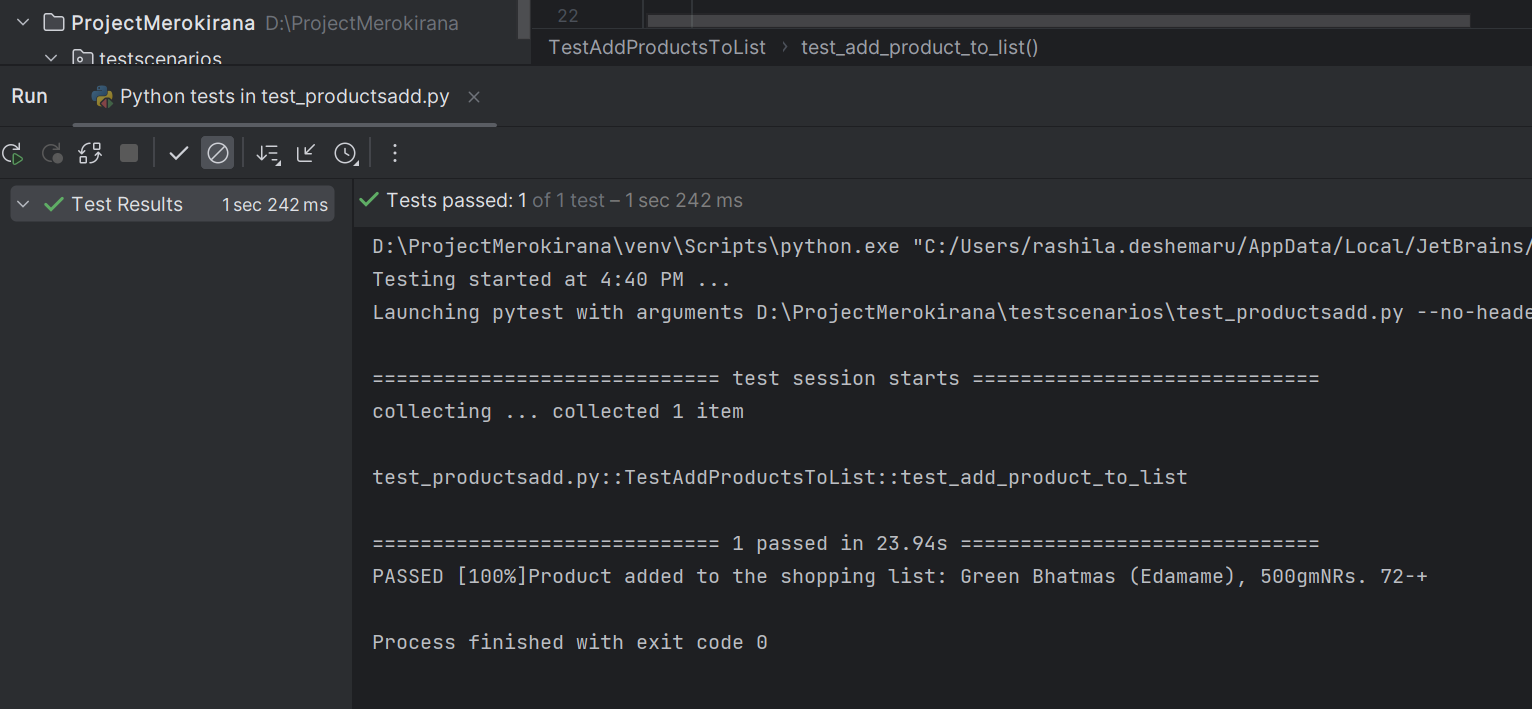 ProjectMerokirana D:\ProjectMerokirana
22
testscenarios
TestAddProductsToList › test_add_product_to_list()
Run Python tests in test_productsadd.py
Test Results 1 sec 242 ms
Tests passed: 1 of 1 test – 1 sec 242 ms
D:\ProjectMerokirana\venv\Scripts\python.exe "C:/Users/rashila.deshemaru/AppData/Local/JetBrains/
Testing started at 4:40 PM ...
Launching pytest with arguments D:\ProjectMerokirana\testscenarios\test_productsadd.py --no-heade
============================= test session starts =============================
collecting ... collected 1 item
test_productsadd.py::TestAddProductsToList::test_add_product_to_list
============================= 1 passed in 23.94s ==============================
PASSED [100%]Product added to the shopping list: Green Bhatmas (Edamame), 500gmNRs. 72-+
Process finished with exit code 0